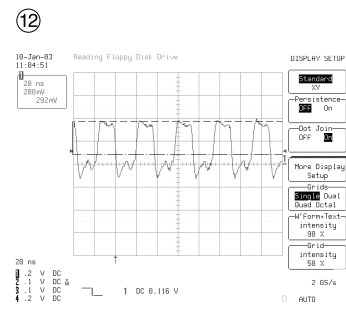 12
10-Jan-03
11:04:51
Reading Floppy Disk Drive
1
20 ns
200mV
292mV
20 ns
1 .2 V DC
2 .1 V DC
3 .1 V DC
4 .2 V DC
1 DC 0.116 V
1
DISPLAY SETUP
Standard
XY
Persistence
OFF On
Dot Join
OFF On
More Display
Setup
Grids
Single Dual
Quad Octal
W'form+Text
intensity
90 %
Grid
intensity
50 %
2 GS/s
AUTO